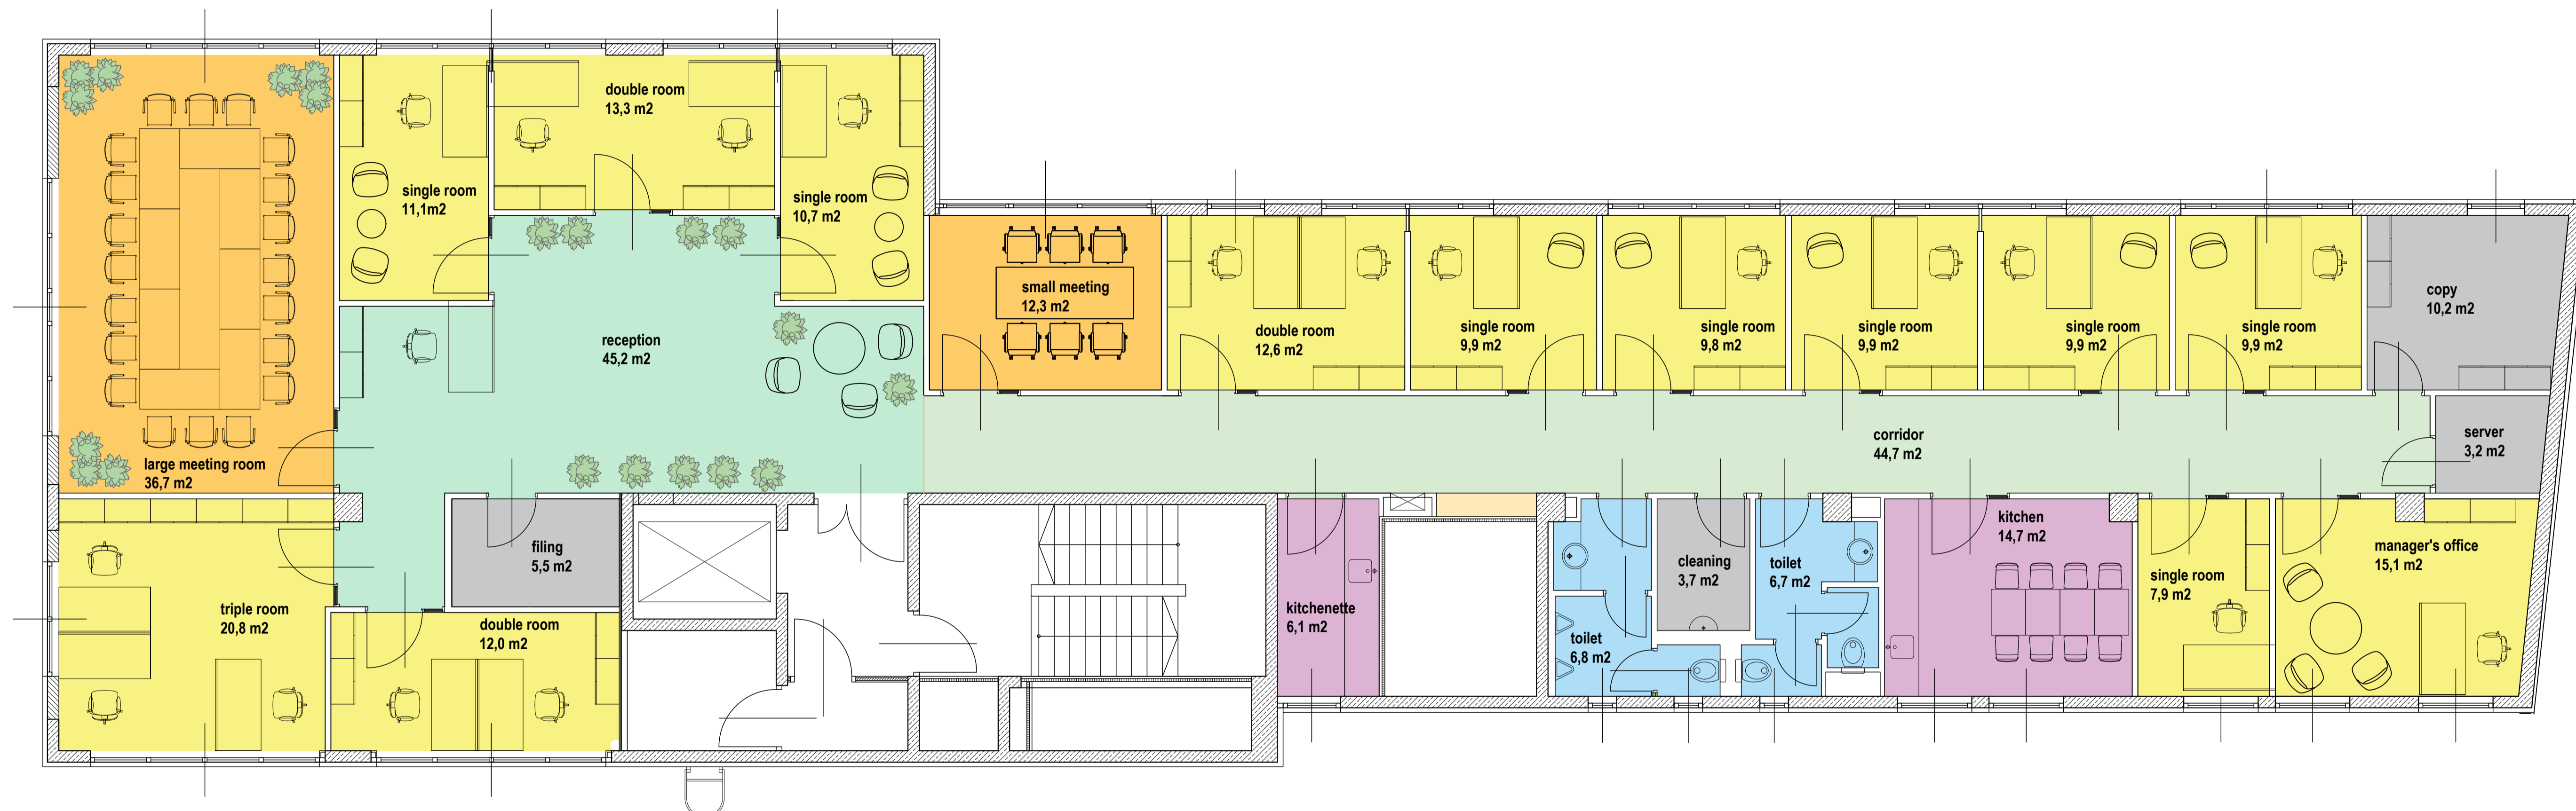 double room
13,3 m2
single room
11,1m2
single room
10,7 m2
small meeting
12,3 m2
double room
12,6 m2
single room
9,9 m2
single room
9,8 m2
single room
9,9 m2
single room
9,9 m2
single room
9,9 m2
copy
10,2 m2
reception
45,2 m2
corridor
44,7 m2
server
3,2 m2
large meeting room
36,7 m2
filing
5,5 m2
triple room
20,8 m2
double room
12,0 m2
kitchenette
6,1 m2
toilet
6,8 m2
cleaning
3,7 m2
toilet
6,7 m2
kitchen
14,7 m2
single room
7,9 m2
manager's office
15,1 m2